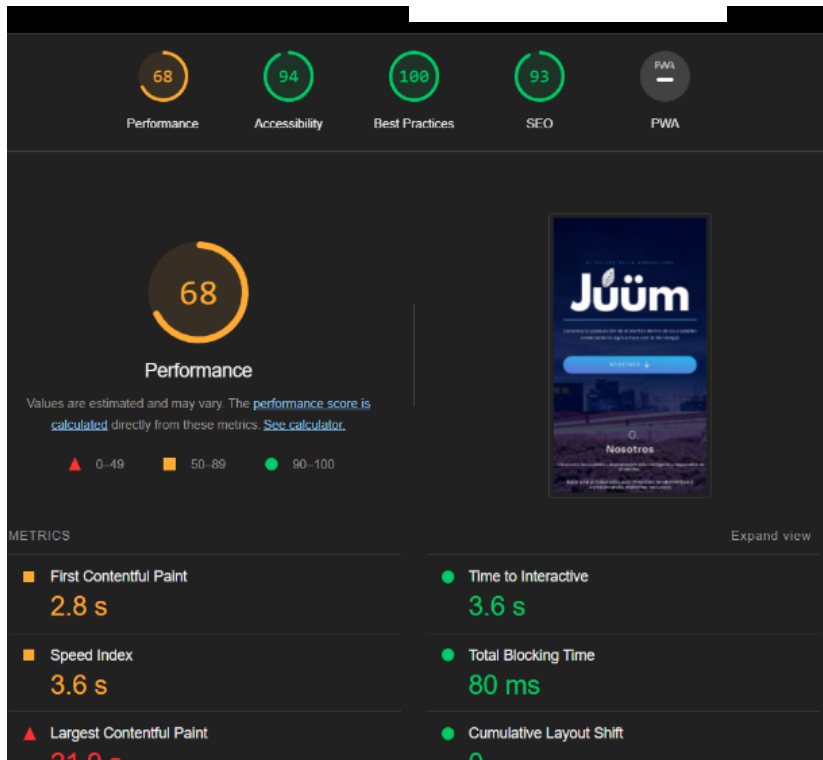 68
94
100
93
PWA
Performance
Accessibility
Best Practices
SEO
PWA
68
Performance
Values are estimated and may vary. The performance score is
calculated directly from these metrics. See calculator.
0–49
50–89
90–100
Júüm
NOSOTROS
Nosotros
METRICS
Expand view
First Contentful Paint
2.8 s
Time to Interactive
3.6 s
Speed Index
3.6 s
Total Blocking Time
80 ms
Largest Contentful Paint
Cumulative Layout Shift